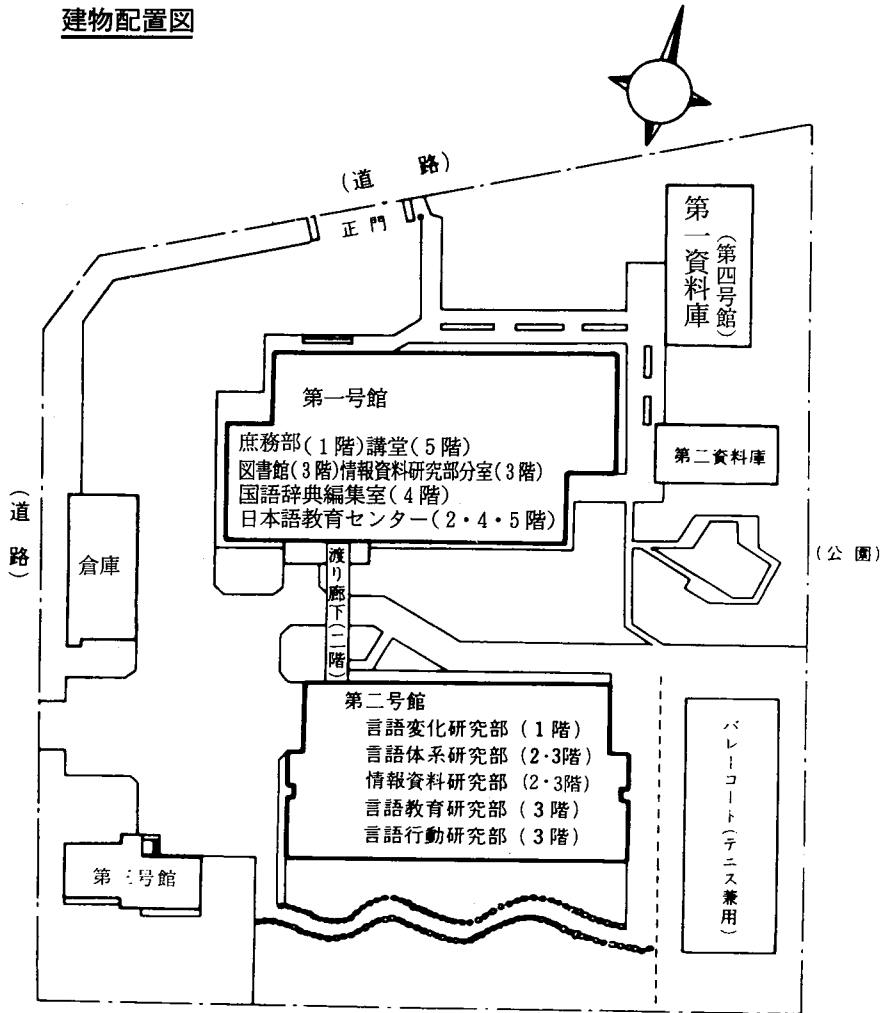 建物配置図
(道 路)
正門
第一資料庫
(第四号館)
第一号館
庶務部(1階)講堂(5階)
図書館(3階)情報資料研究部分室(3階)
国語辞典編集室(4階)
日本語教育センター(2・4・5階)
第二資料庫
(道 路)
倉庫
渡り廊下(二階)
(公園)
第二号館
言語変化研究部(1階)
言語体系研究部(2・3階)
情報資料研究部(2・3階)
言語教育研究部(3階)
言語行動研究部(3階)
バレーコート(テニス兼用)
第三号館